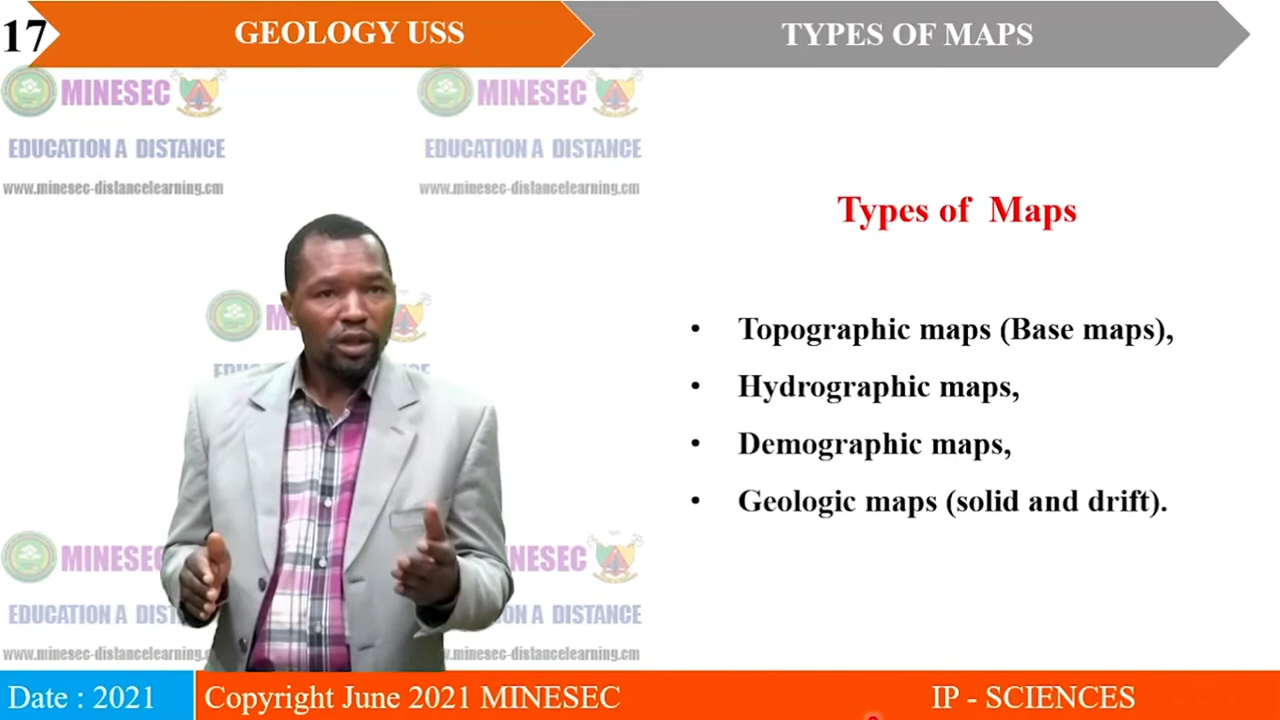 17
GEOLOGY USS
TYPES OF MAPS
MINESEC
EDUCATION A DISTANCE
www.minesec-distancelearning.cm
MINESEC
EDUCATION A DISTANCE
www.minesec-distancelearning.cm
Types of Maps
• Topographic maps (Base maps),
• Hydrographic maps,
• Demographic maps,
• Geologic maps (solid and drift).
MINESEC
EDUCATION A
www.minesec-distancelearning.
NESEC
DISTANCE
www.minesec-distancelearning.cm
Date : 2021
Copyright June 2021 MINESEC
IP - SCIENCES